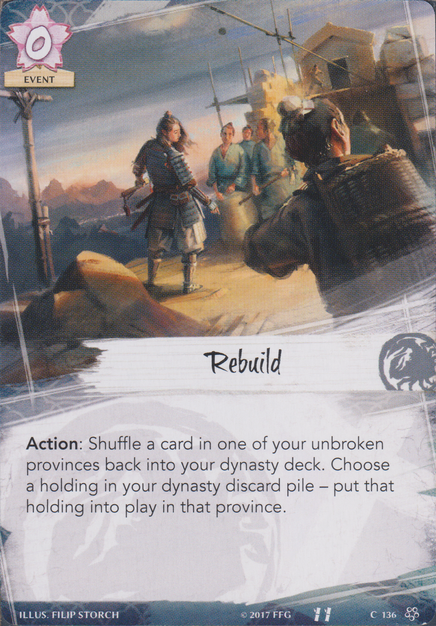 0
EVENT
Rebuild
Action: Shuffle a card in one of your unbroken
provinces back into your dynasty deck. Choose
a holding in your dynasty discard pile – put that
holding into play in that province.
ILLUS. FILIP STORCH © 2017 FFG C 136